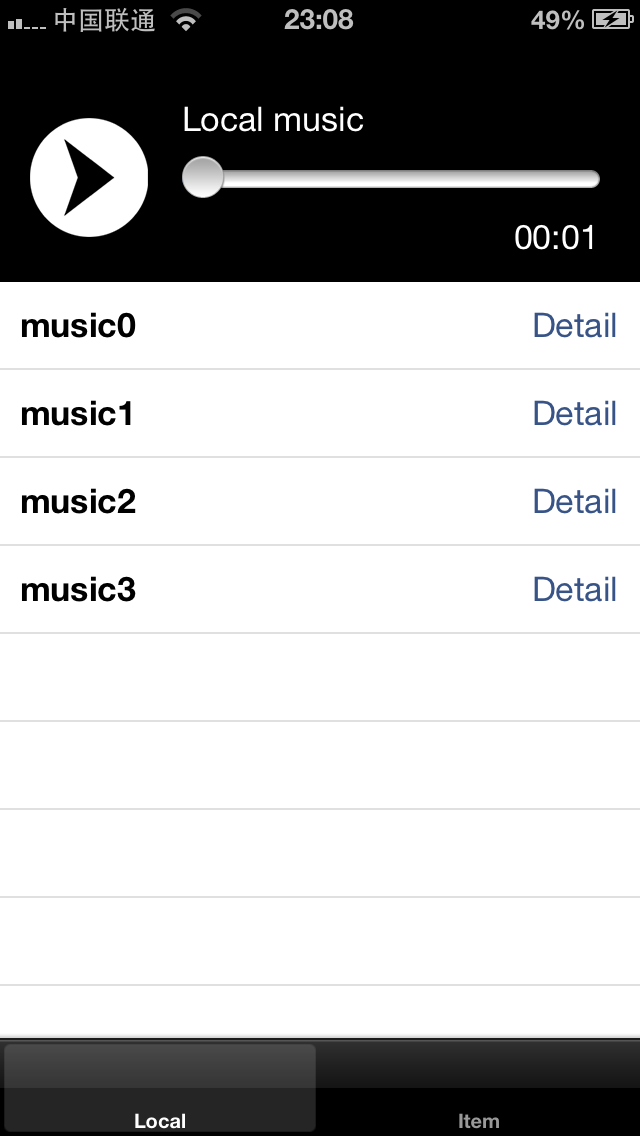 中国联通 23:08 49%
Local music
00:01
music0 Detail
music1 Detail
music2 Detail
music3 Detail
Local Item